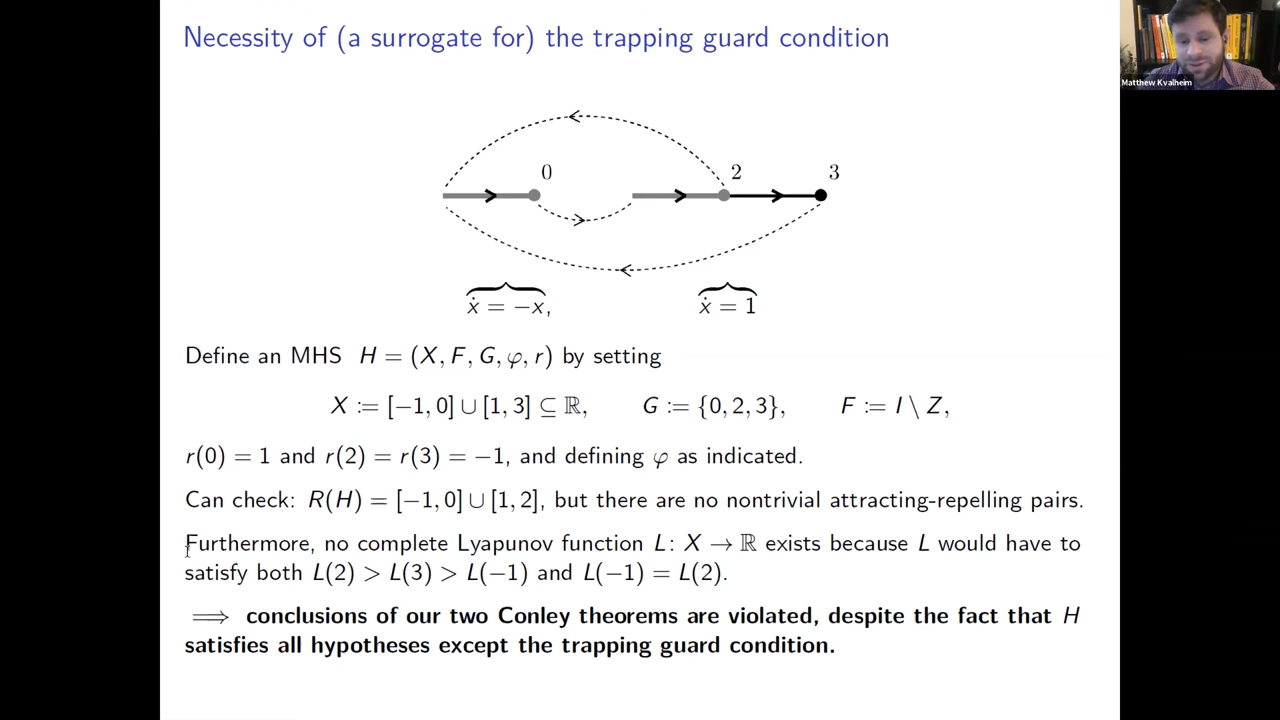 Necessity of (a surrogate for) the trapping guard condition
Matthew Kvalheim
0
2
3
ẋ = −x,
ẋ = 1
Define an MHS H = (X, F, G, φ, r) by setting
X := [−1, 0] ∪ [1, 3] ⊆ ℝ, G := {0, 2, 3}, F := I \ Z,
r(0) = 1 and r(2) = r(3) = −1, and defining φ as indicated.
Can check: R(H) = [−1, 0] ∪ [1, 2], but there are no nontrivial attracting-repelling pairs.
Furthermore, no complete Lyapunov function L: X → ℝ exists because L would have to
satisfy both L(2) > L(3) > L(−1) and L(−1) = L(2).
⟹ conclusions of our two Conley theorems are violated, despite the fact that H
satisfies all hypotheses except the trapping guard condition.